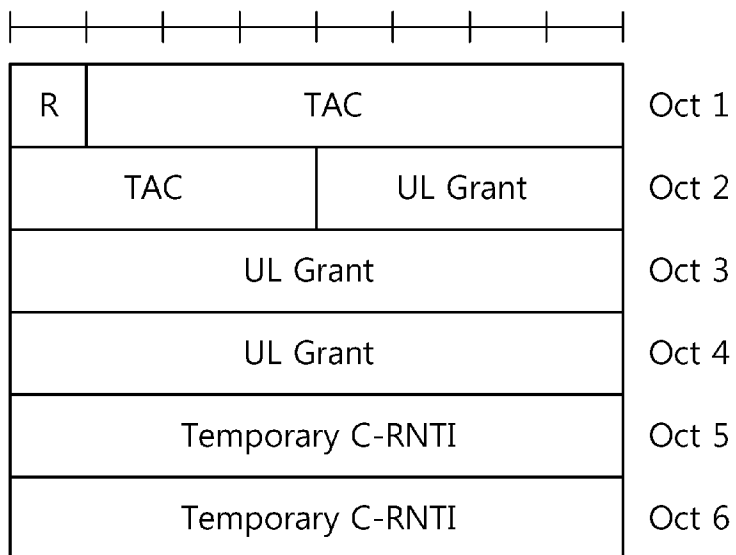 R TAC Oct 1
TAC UL Grant Oct 2
UL Grant Oct 3
UL Grant Oct 4
Temporary C-RNTI Oct 5
Temporary C-RNTI Oct 6